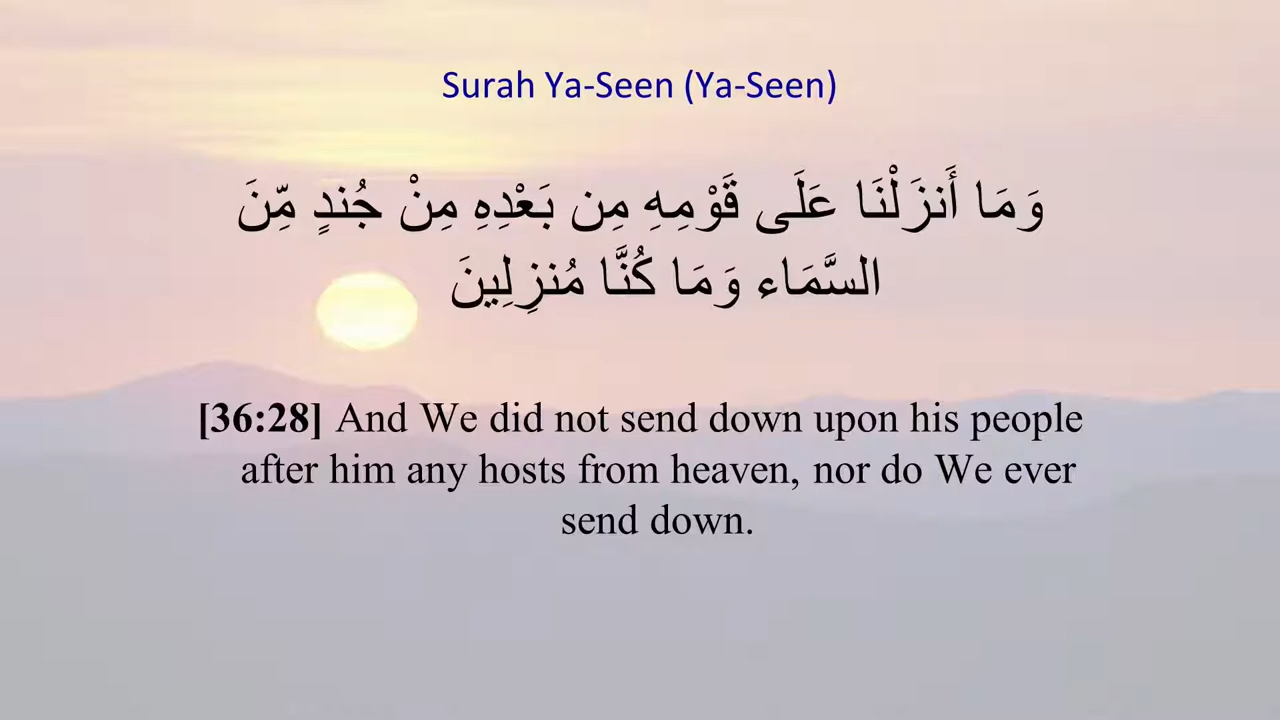 Surah Ya-Seen (Ya-Seen)
وَمَا أَنزَلْنَا عَلَى قَوْمِهِ مِن بَعْدِهِ مِنْ جُندٍ مِّنَ
السَّمَاء وَمَا كُنَّا مُنزِلِينَ
[36:28] And We did not send down upon his people
after him any hosts from heaven, nor do We ever
send down.